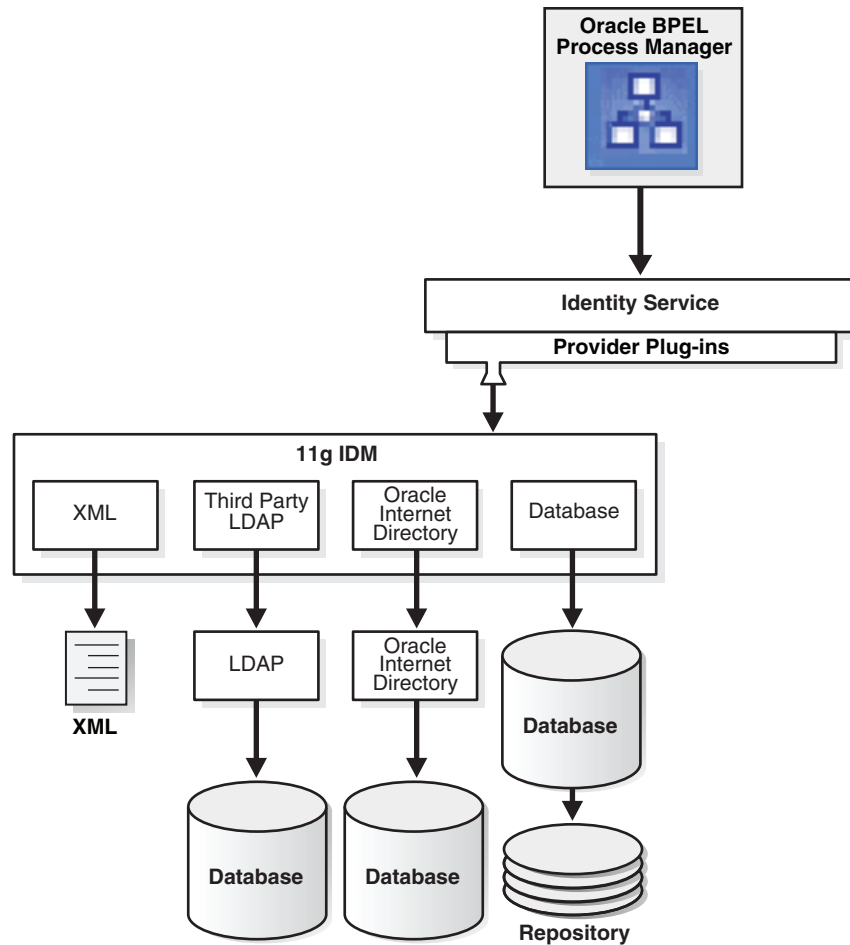 Oracle BPEL
Process Manager
Identity Service
Provider Plug-ins
11g IDM
XML
Third Party
LDAP
Oracle
Internet
Directory
Database
XML
LDAP
Oracle
Internet
Directory
Database
Database
Database
Repository